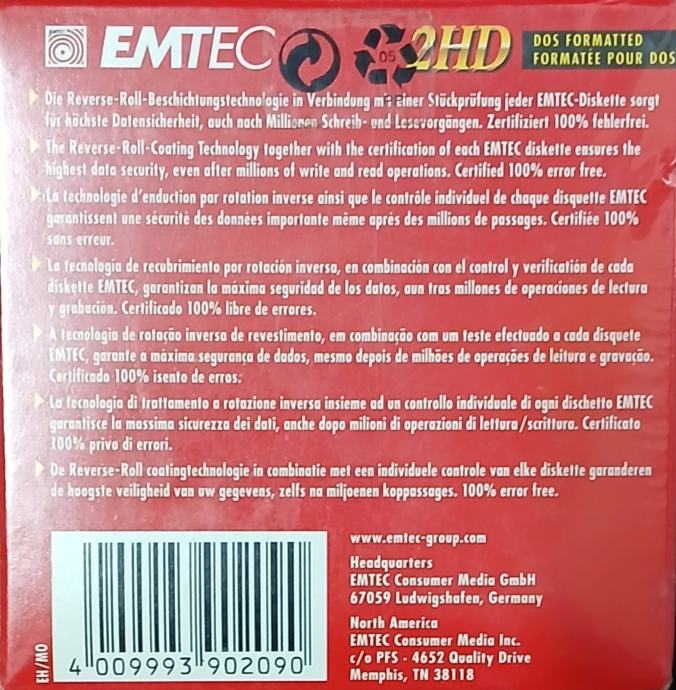 EMTEC 05 2HD DOS FORMATTED
FORMATÉE POUR DOS
Die Reverse-Roll-Beschichtungstechnologie in Verbindung mit einer Stückprüfung jeder EMTEC-Diskette sorgt
für höchste Datensicherheit, auch nach Millionen Schreib- und Lesevorgängen. Zertifiziert 100% fehlerfrei.
The Reverse-Roll-Coating Technology together with the certification of each EMTEC diskette ensures the
highest data security, even after millions of write and read operations. Certified 100% error free.
La technologie d'enduction par rotation inverse ainsi que le contrôle individuel de chaque disquette EMTEC
garantissent une sécurité des données importante même après des millions de passages. Certifiée 100%
sans erreur.
La tecnología de recubrimiento por rotación inversa, en combinación con el control y verificatión de cada
diskette EMTEC, garantizan la máxima seguridad de los datos, aun tras millones de operaciones de lectura
y grabación. Certificado 100% libre de errores.
A tecnologia de rotação inversa de revestimento, em combinação com um teste efectuado a cada disquete
EMTEC, garante a máxima segurança de dados, mesmo depois de milhões de operações de leitura e gravação.
Certificado 100% isento de erros.
La tecnologia di trattamento a rotazione inversa insieme ad un controllo individuale di ogni dischetto EMTEC
garantisce la massima sicurezza dei dati, anche dopo milioni di operazioni di lettura/scrittura. Certificato
100% privo di errori.
De Reverse-Roll coatingtechnologie in combinatie met een individuele controle van elke diskette garanderen
de hoogste veiligheid van uw gegevens, zelfs na miljoenen koppassages. 100% error free.
EH/MO
4 009993 902090
www.emtec-group.com
Headquarters
EMTEC Consumer Media GmbH
67059 Ludwigshafen, Germany
North America
EMTEC Consumer Media Inc.
c/o PFS - 4652 Quality Drive
Memphis, TN 38118